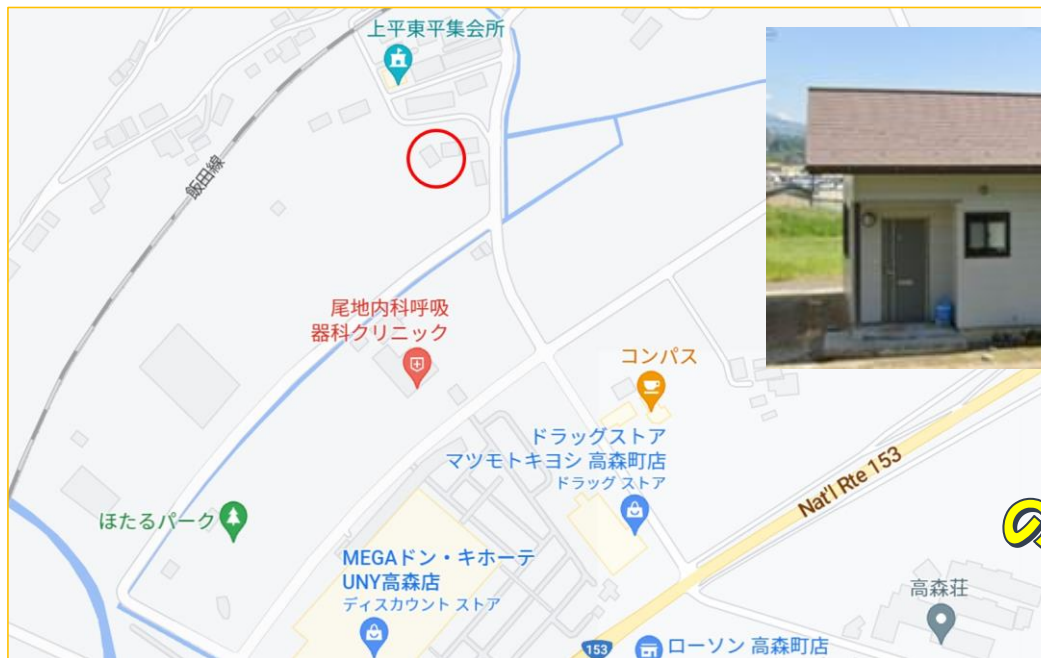 上平東平集会所
飯田線
尾地内科呼吸
器科クリニック
コンパス
ドラッグストア
マツモトキヨシ 高森町店
ドラッグ ストア
Nat'l Rte 153
ほたるパーク
MEGAドン・キホーテ
UNY高森店
ディスカウント ストア
高森荘
153
ローソン 高森町店